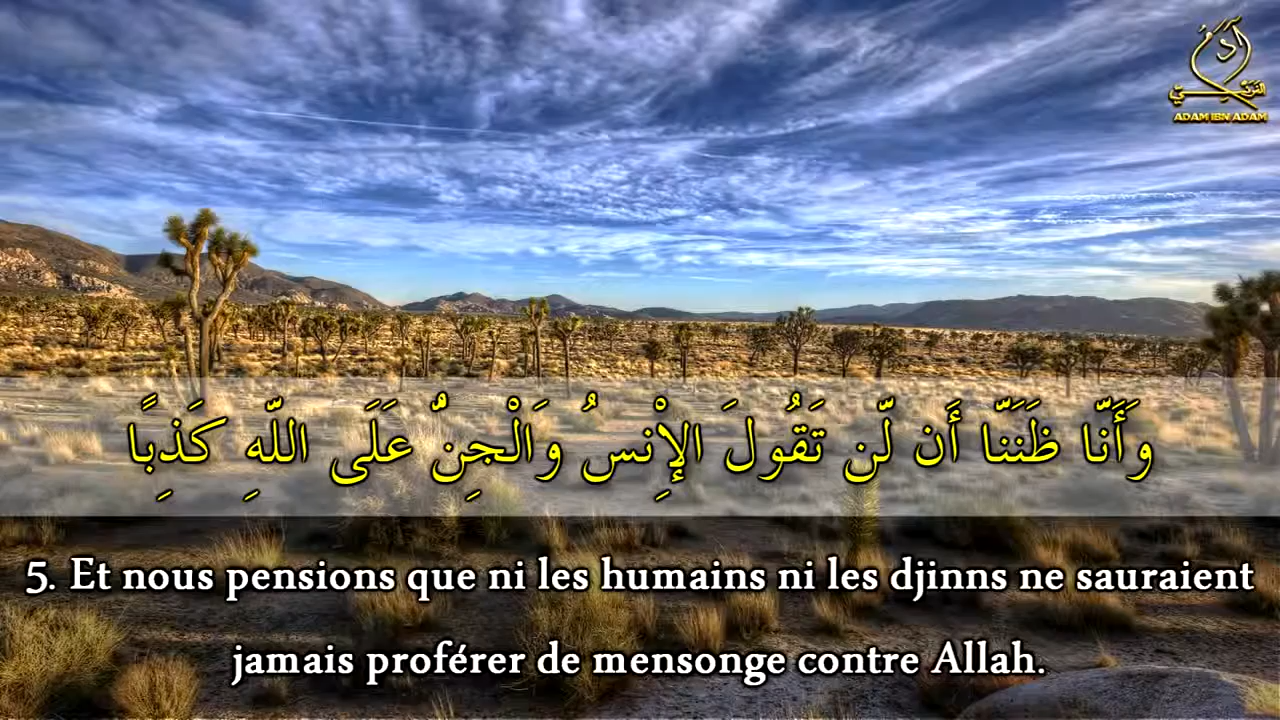 آدم
ADAM IBN ADAM
وَأَنَّا ظَنَنَّا أَن لَّن تَقُولَ الإِنسُ وَالْجِنُّ عَلَى اللَّهِ كَذِبًا
5. Et nous pensions que ni les humains ni les djinns ne sauraient
jamais proférer de mensonge contre Allah.